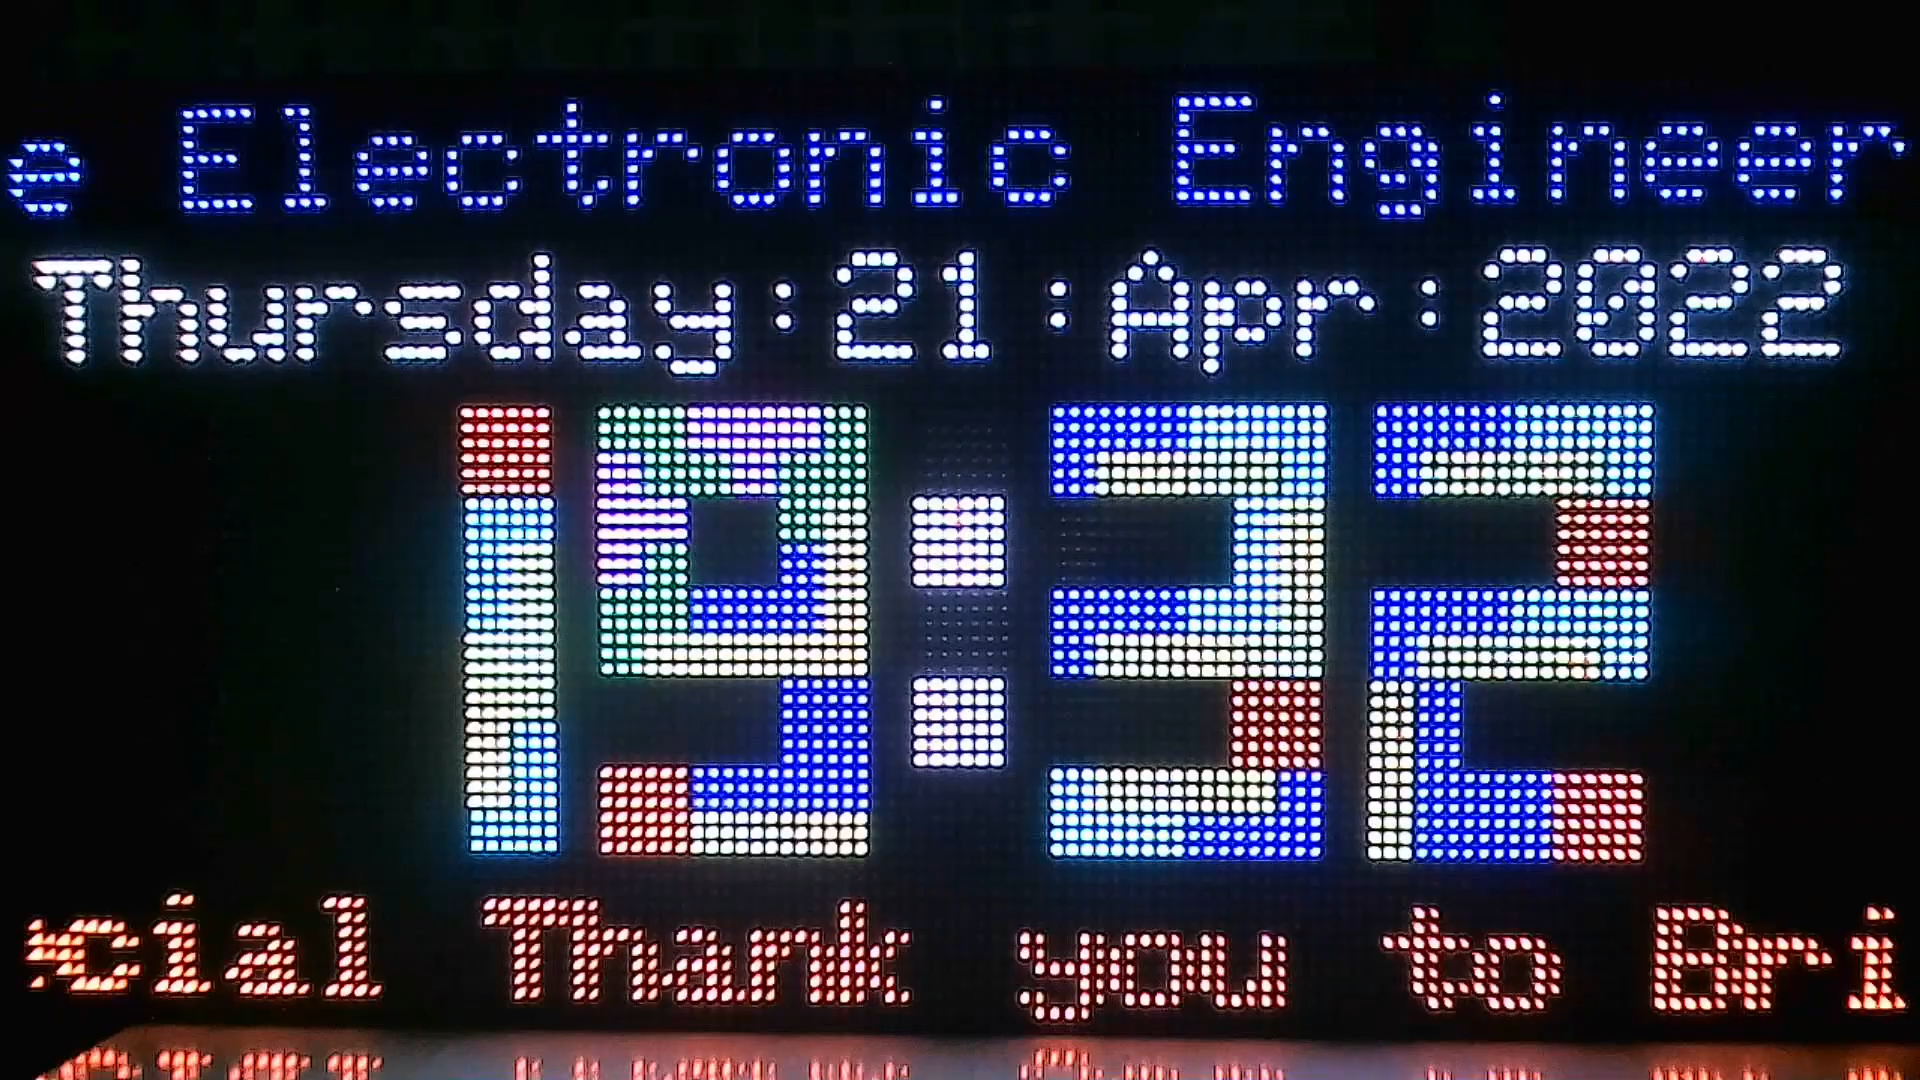 e Electronic Engineer
Thursday:21:Apr:2022
19:32
cial Thank you to Bri